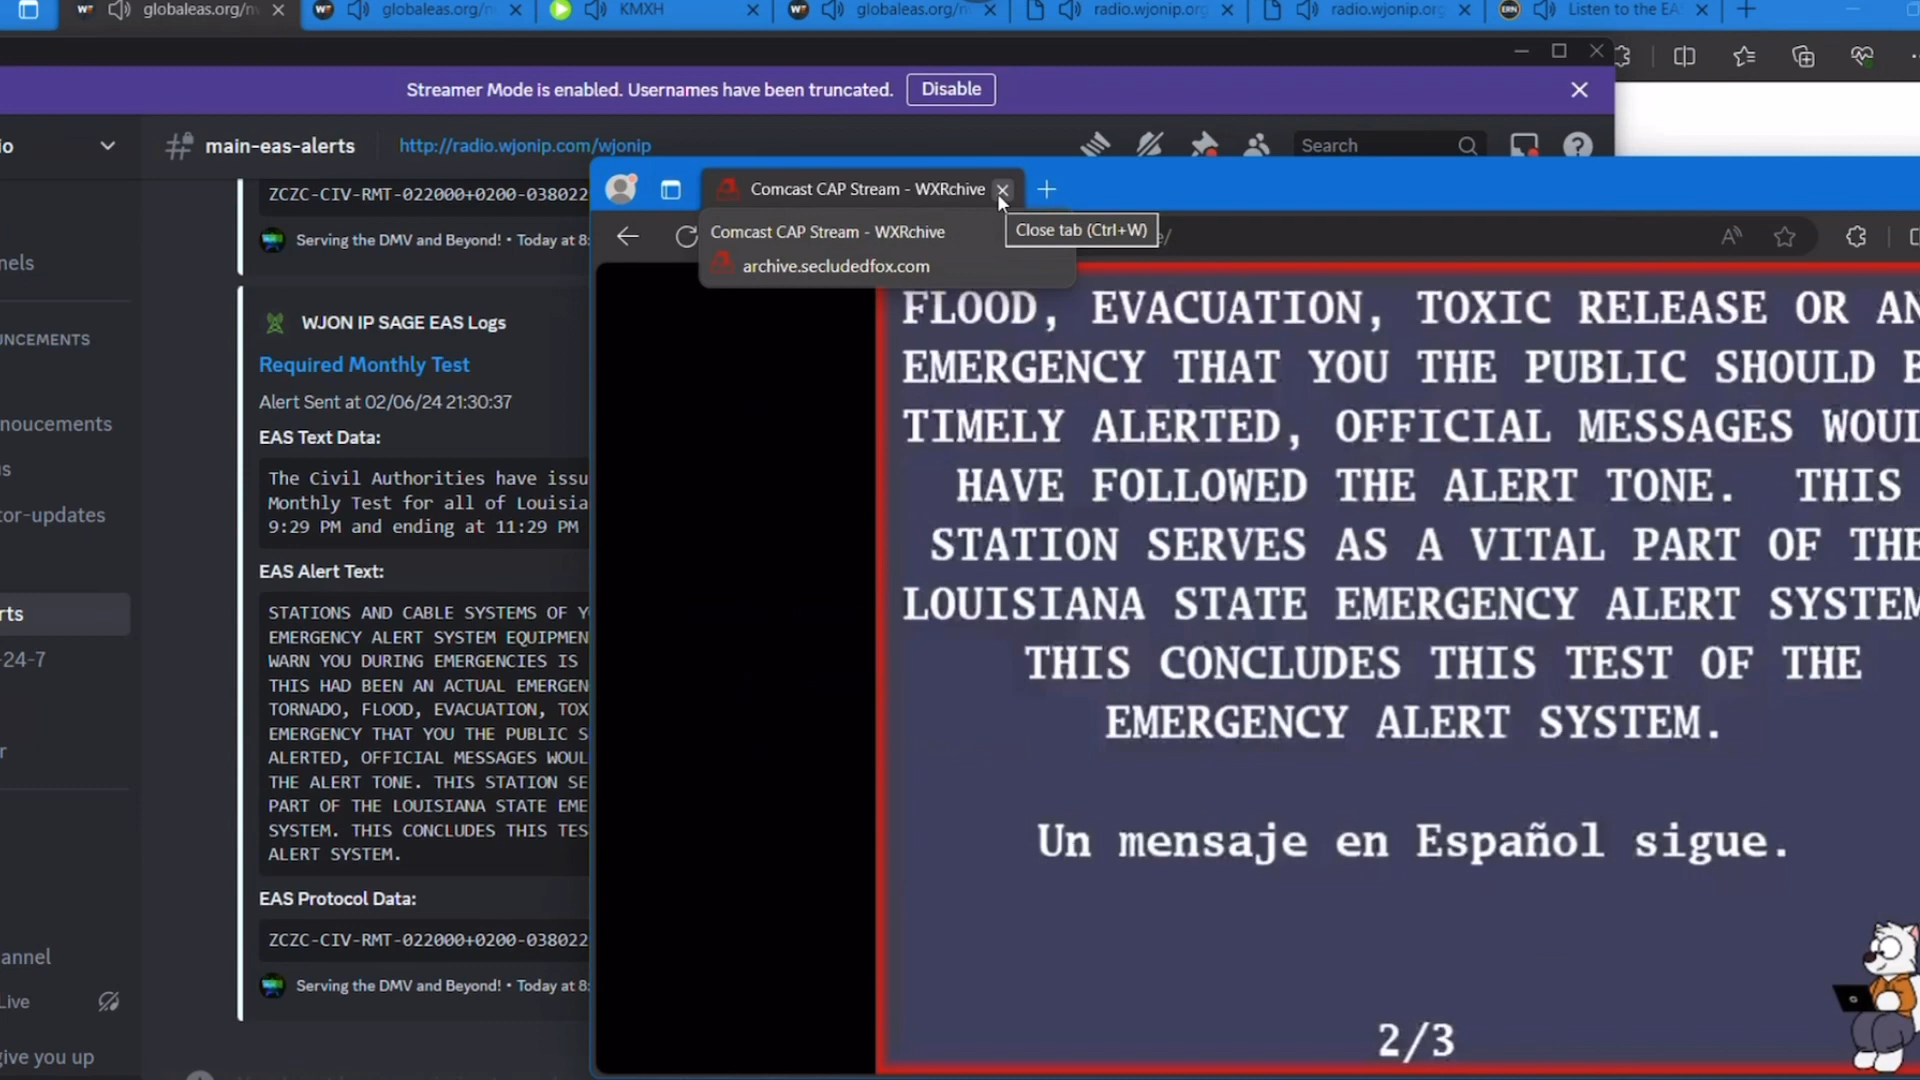 globaleas.org/n
globaleas.org/n
KMXH
globaleas.org/n
radio.wjonip.org
radio.wjonip.org
Listen to the EA
Streamer Mode is enabled. Usernames have been truncated.
Disable
io
main-eas-alerts
http://radio.wjonip.com/wjonip
Search
ZCZC-CIV-RMT-022000+0200-038022
Serving the DMV and Beyond! • Today at 8:
nels
UNCEMENTS
noucements
gs
tor-updates
rts
-24-7
r
annel
Live
give you up
WJON IP SAGE EAS Logs
Required Monthly Test
Alert Sent at 02/06/24 21:30:37
EAS Text Data:
The Civil Authorities have issu
Monthly Test for all of Louisia
9:29 PM and ending at 11:29 PM
EAS Alert Text:
STATIONS AND CABLE SYSTEMS OF Y
EMERGENCY ALERT SYSTEM EQUIPMEN
WARN YOU DURING EMERGENCIES IS
THIS HAD BEEN AN ACTUAL EMERGEN
TORNADO, FLOOD, EVACUATION, TOX
EMERGENCY THAT YOU THE PUBLIC S
ALERTED, OFFICIAL MESSAGES WOUL
THE ALERT TONE. THIS STATION SE
PART OF THE LOUISIANA STATE EME
SYSTEM. THIS CONCLUDES THIS TES
ALERT SYSTEM.
EAS Protocol Data:
ZCZC-CIV-RMT-022000+0200-038022
Serving the DMV and Beyond! • Today at 8:
Comcast CAP Stream - WXRchive
Comcast CAP Stream - WXRchive
archive.secludedfox.com
Close tab (Ctrl+W)
e/
FLOOD, EVACUATION, TOXIC RELEASE OR AN
EMERGENCY THAT YOU THE PUBLIC SHOULD B
TIMELY ALERTED, OFFICIAL MESSAGES WOUL
HAVE FOLLOWED THE ALERT TONE. THIS
STATION SERVES AS A VITAL PART OF THE
LOUISIANA STATE EMERGENCY ALERT SYSTEM
THIS CONCLUDES THIS TEST OF THE
EMERGENCY ALERT SYSTEM.
Un mensaje en Español sigue.
2/3